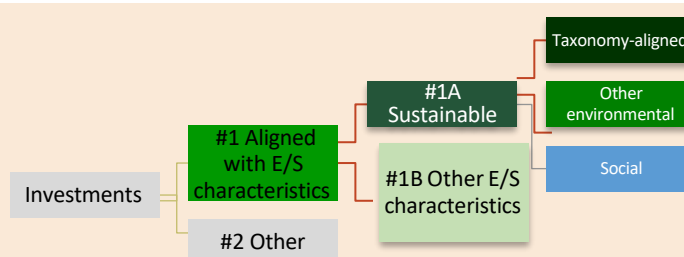 Investments
#1 Aligned
with E/S
characteristics
#2 Other
#1A
Sustainable
#1B Other E/S
characteristics
Taxonomy-aligned
Other
environmental
Social